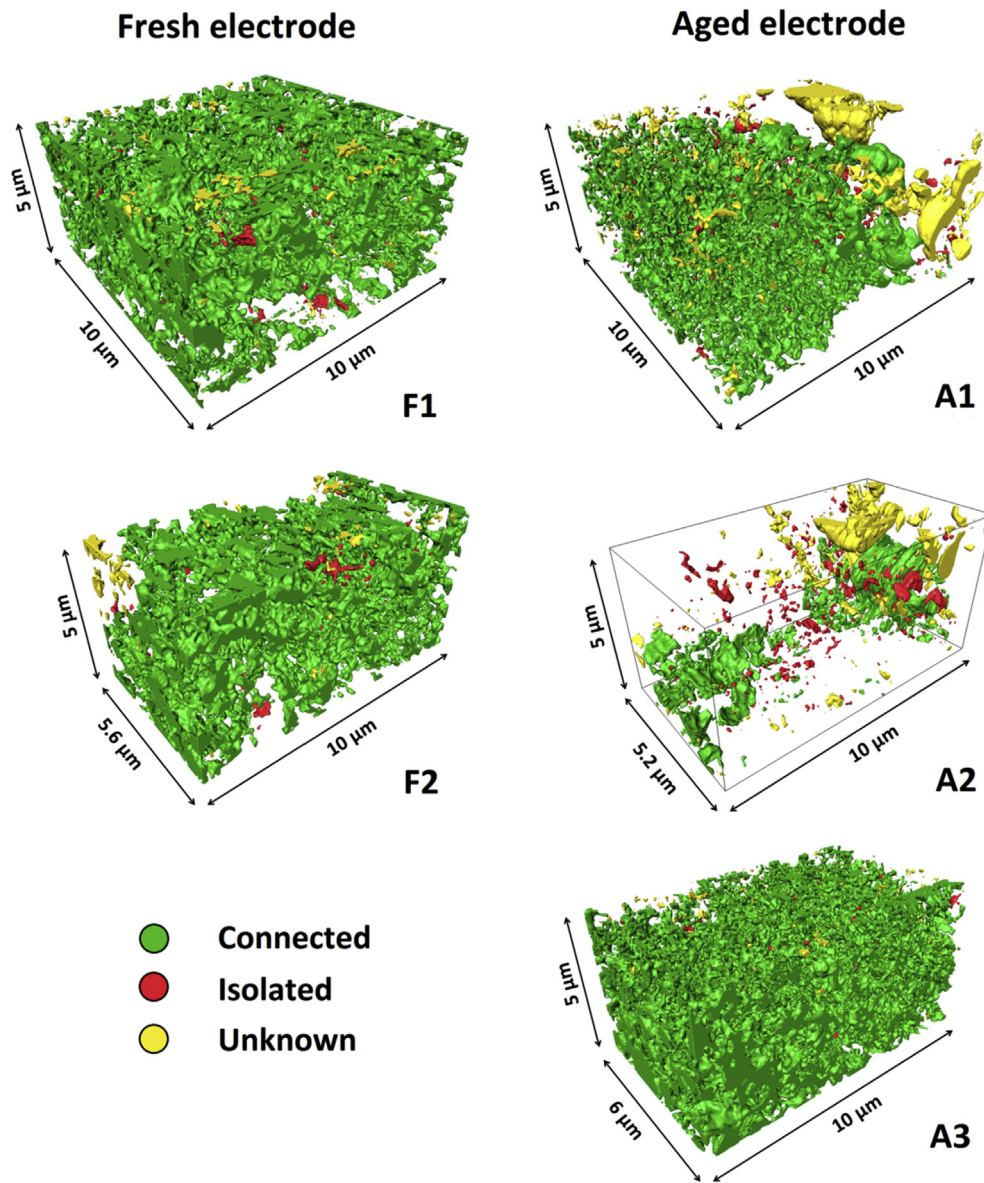 Fresh electrode
Aged electrode
5 µm
10 µm
10 µm
F1
5 µm
10 µm
10 µm
A1
5 µm
5.6 µm
10 µm
F2
5 µm
5.2 µm
10 µm
A2
Connected
Isolated
Unknown
5 µm
6 µm
10 µm
A3